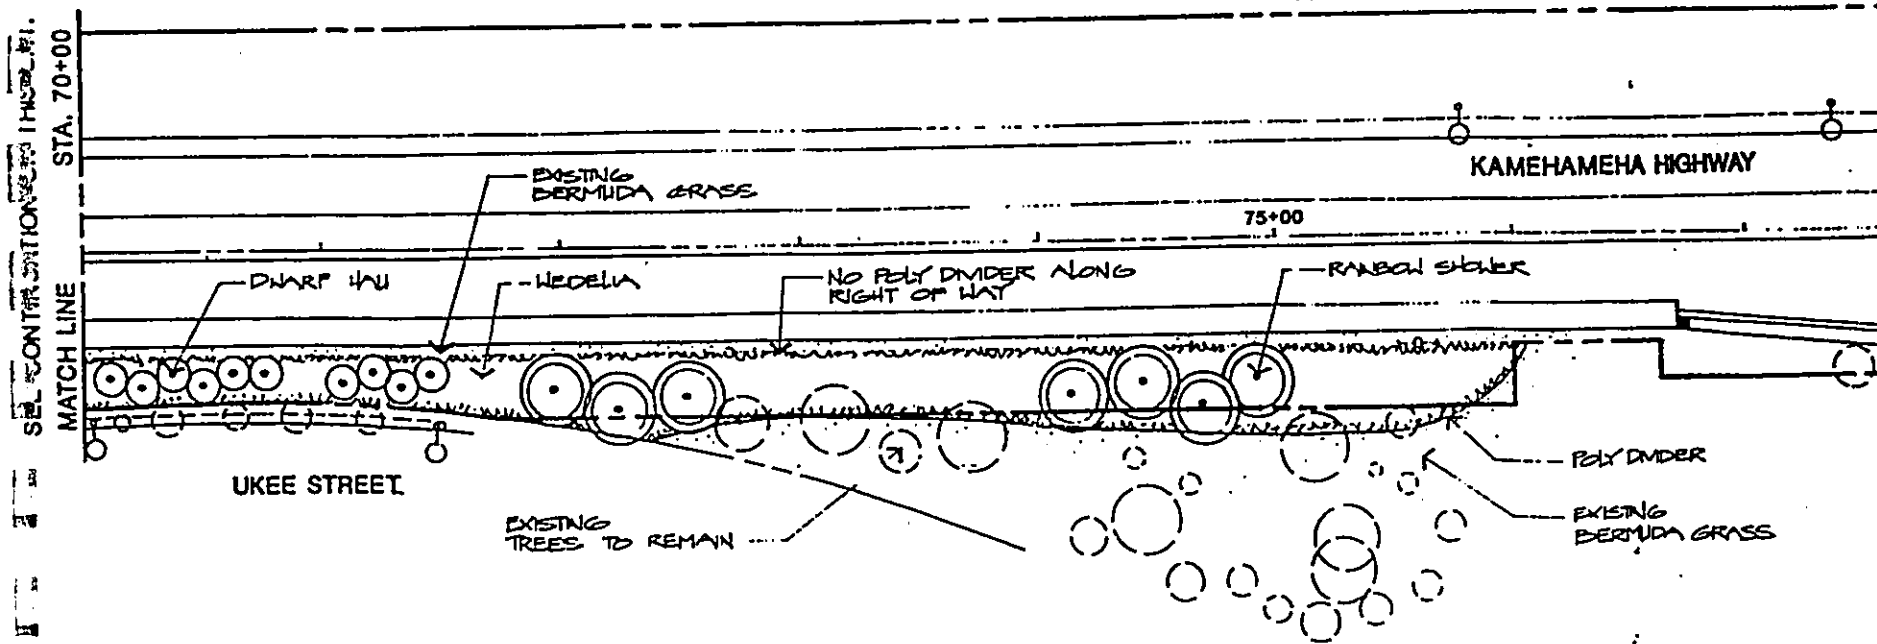 STA. 70+00
MATCH LINE
KAMEHAMEHA HIGHWAY
EXISTING
BERMUDA GRASS
75+00
DWARF HAU
WEDELIA
NO POLY DIVIDER ALONG
RIGHT OF WAY
RAINBOW SHOWER
UKEE STREET
EXISTING
TREES TO REMAIN
POLY DIVIDER
EXISTING
BERMUDA GRASS